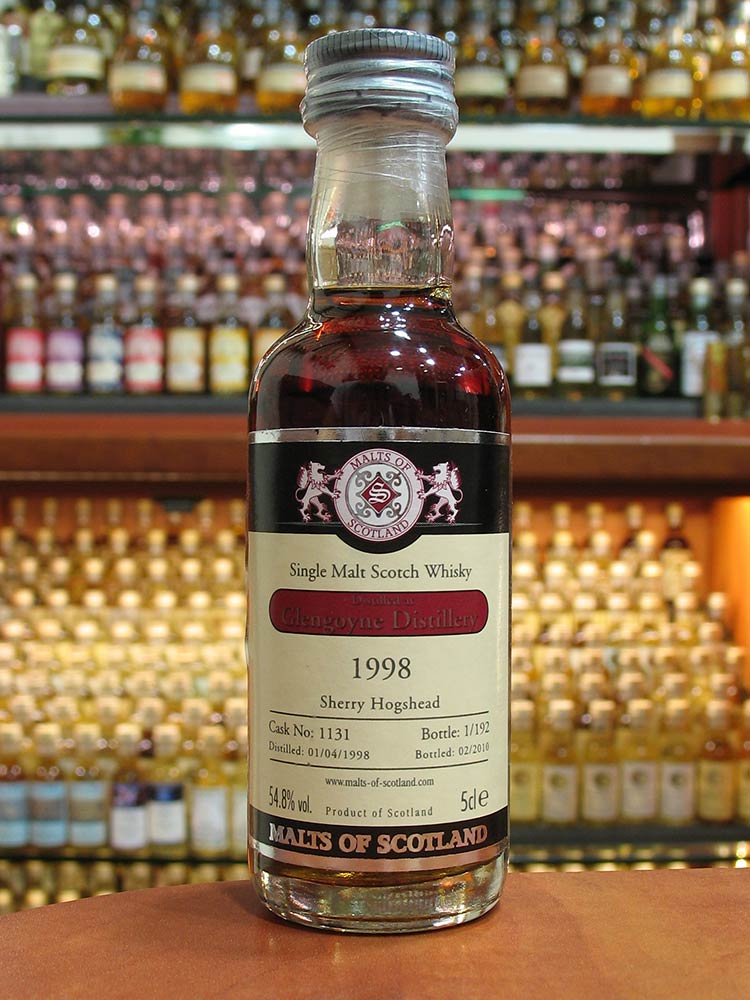 MALTS OF
S
SCOTLAND
Single Malt Scotch Whisky
Distilled at
Glengoyne Distillery
1998
Sherry Hogshead
Cask No: 1131 Bottle: 1/192
Distilled: 01/04/1998 Bottled: 02/2010
www.malts-of-scotland.com
54.8% vol. Product of Scotland 5cl e
MALTS OF SCOTLAND